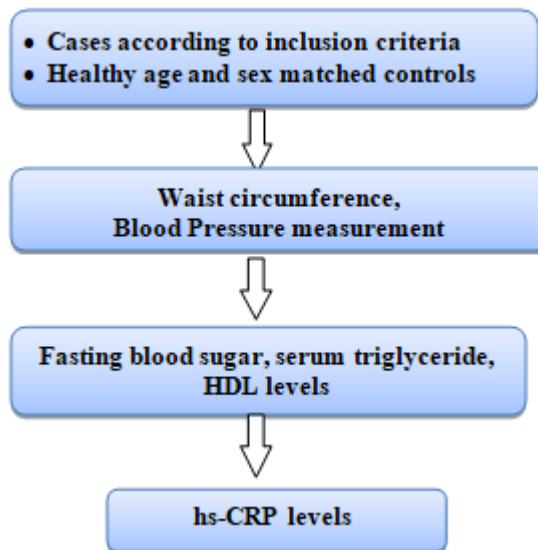 • Cases according to inclusion criteria
• Healthy age and sex matched controls
Waist circumference,
Blood Pressure measurement
Fasting blood sugar, serum triglyceride,
HDL levels
hs-CRP levels